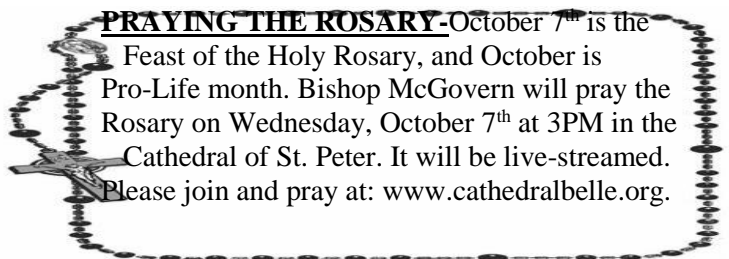 PRAYING THE ROSARY-October 7th is the
Feast of the Holy Rosary, and October is
Pro-Life month. Bishop McGovern will pray the
Rosary on Wednesday, October 7th at 3PM in the
Cathedral of St. Peter. It will be live-streamed.
Please join and pray at: www.cathedralbelle.org.